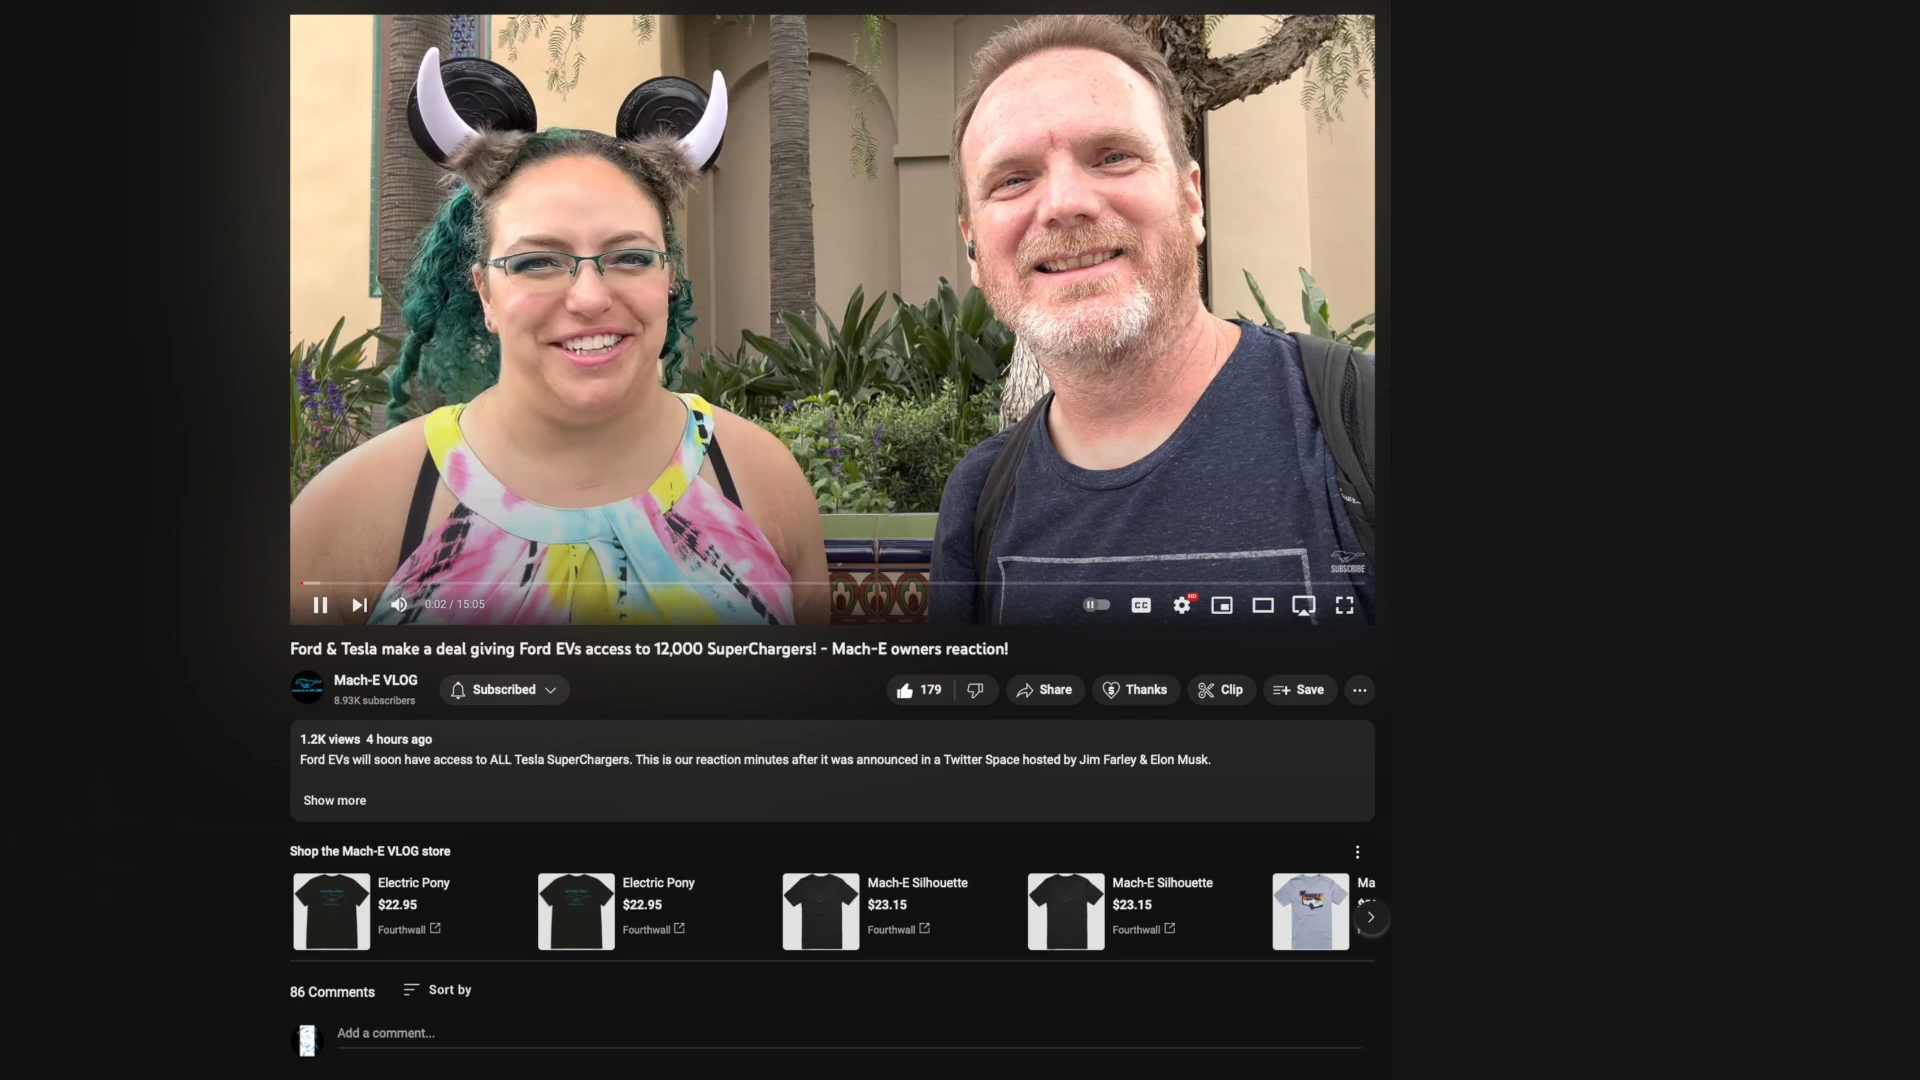 SUBSCRIBE
0:02 / 15:05
CC
HD
Ford & Tesla make a deal giving Ford EVs access to 12,000 SuperChargers! - Mach-E owners reaction!
Mach-E VLOG
8.93K subscribers
Subscribed
179
Share
Thanks
Clip
Save
1.2K views 4 hours ago
Ford EVs will soon have access to ALL Tesla SuperChargers. This is our reaction minutes after it was announced in a Twitter Space hosted by Jim Farley & Elon Musk.
Show more
Shop the Mach-E VLOG store
Electric Pony
$22.95
Fourthwall
Electric Pony
$22.95
Fourthwall
Mach-E Silhouette
$23.15
Fourthwall
Mach-E Silhouette
$23.15
Fourthwall
Ma
86 Comments
Sort by
Add a comment...